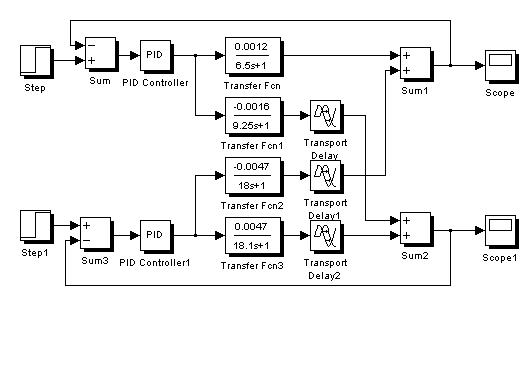 0.0012
6.5s+1
PID
Step
Sum
PID Controller
Transfer Fcn
Sum1
Scope
-0.0016
9.25s+1
Transfer Fcn1
Transport
Delay
-0.0047
18s+1
Transfer Fcn2
Transport
Delay1
PID
0.0047
18.1s+1
Step1
Sum3
PID Controller1
Transfer Fcn3
Transport
Delay2
Sum2
Scope1